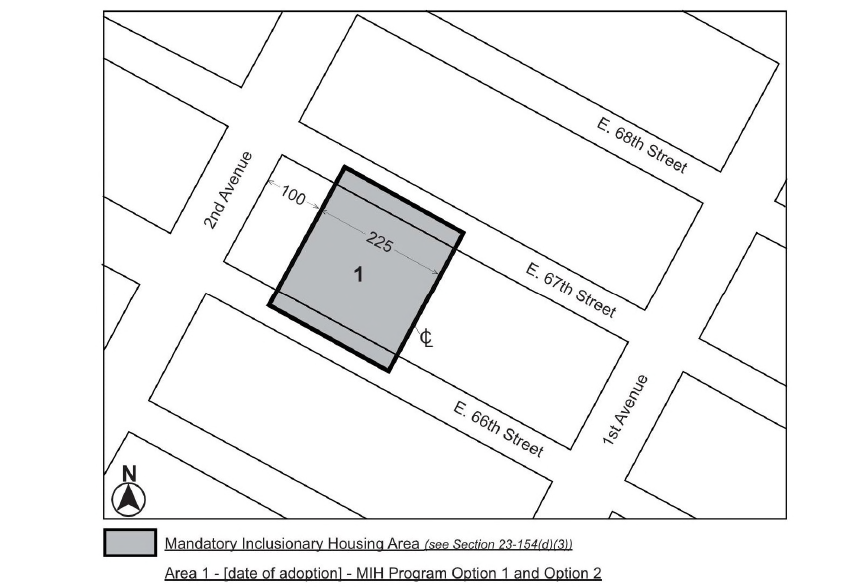 E. 68th Street
2nd Avenue
100
225
1
E. 67th Street
℄
E. 66th Street
1st Avenue
N
Mandatory Inclusionary Housing Area (see Section 23-154(d)(3))
Area 1 - [date of adoption] - MIH Program Option 1 and Option 2